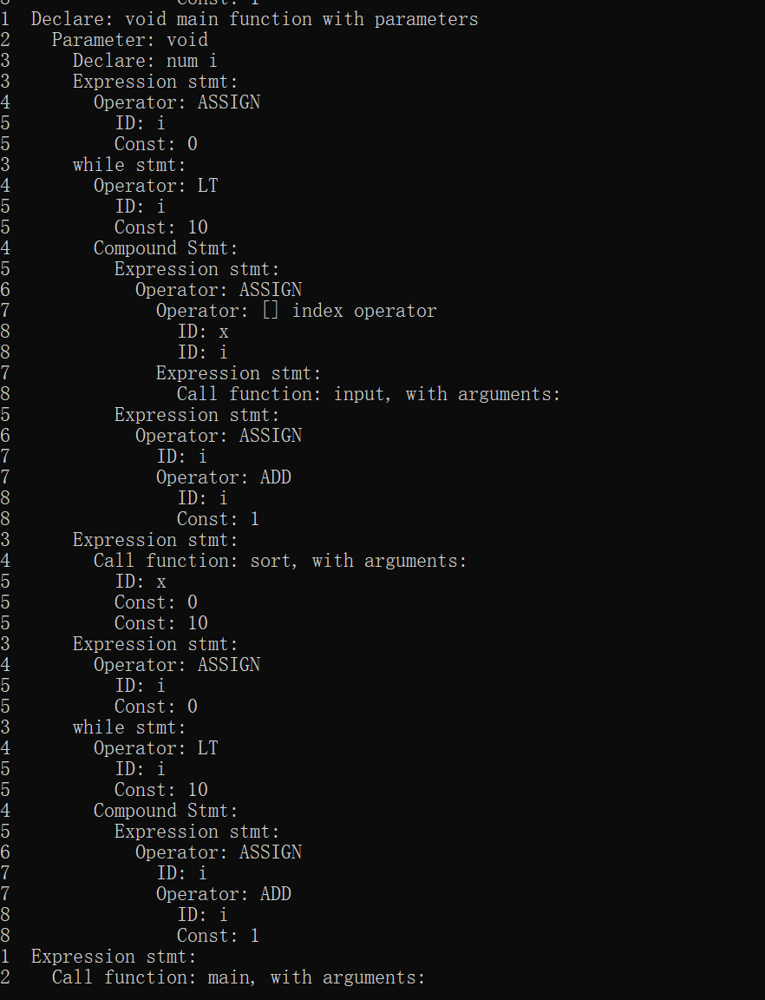 1  Declare: void main function with parameters
2    Parameter: void
3      Declare: num i
3      Expression stmt:
4        Operator: ASSIGN
5          ID: i
5          Const: 0
3      while stmt:
4        Operator: LT
5          ID: i
5          Const: 10
4        Compound Stmt:
5          Expression stmt:
6            Operator: ASSIGN
7              Operator: [] index operator
8                ID: x
8                ID: i
7              Expression stmt:
8                Call function: input, with arguments:
5          Expression stmt:
6            Operator: ASSIGN
7              ID: i
7              Operator: ADD
8                ID: i
8                Const: 1
3      Expression stmt:
4        Call function: sort, with arguments:
5          ID: x
5          Const: 0
5          Const: 10
3      Expression stmt:
4        Operator: ASSIGN
5          ID: i
5          Const: 0
3      while stmt:
4        Operator: LT
5          ID: i
5          Const: 10
4        Compound Stmt:
5          Expression stmt:
6            Operator: ASSIGN
7              ID: i
7              Operator: ADD
8                ID: i
8                Const: 1
1  Expression stmt:
2    Call function: main, with arguments: